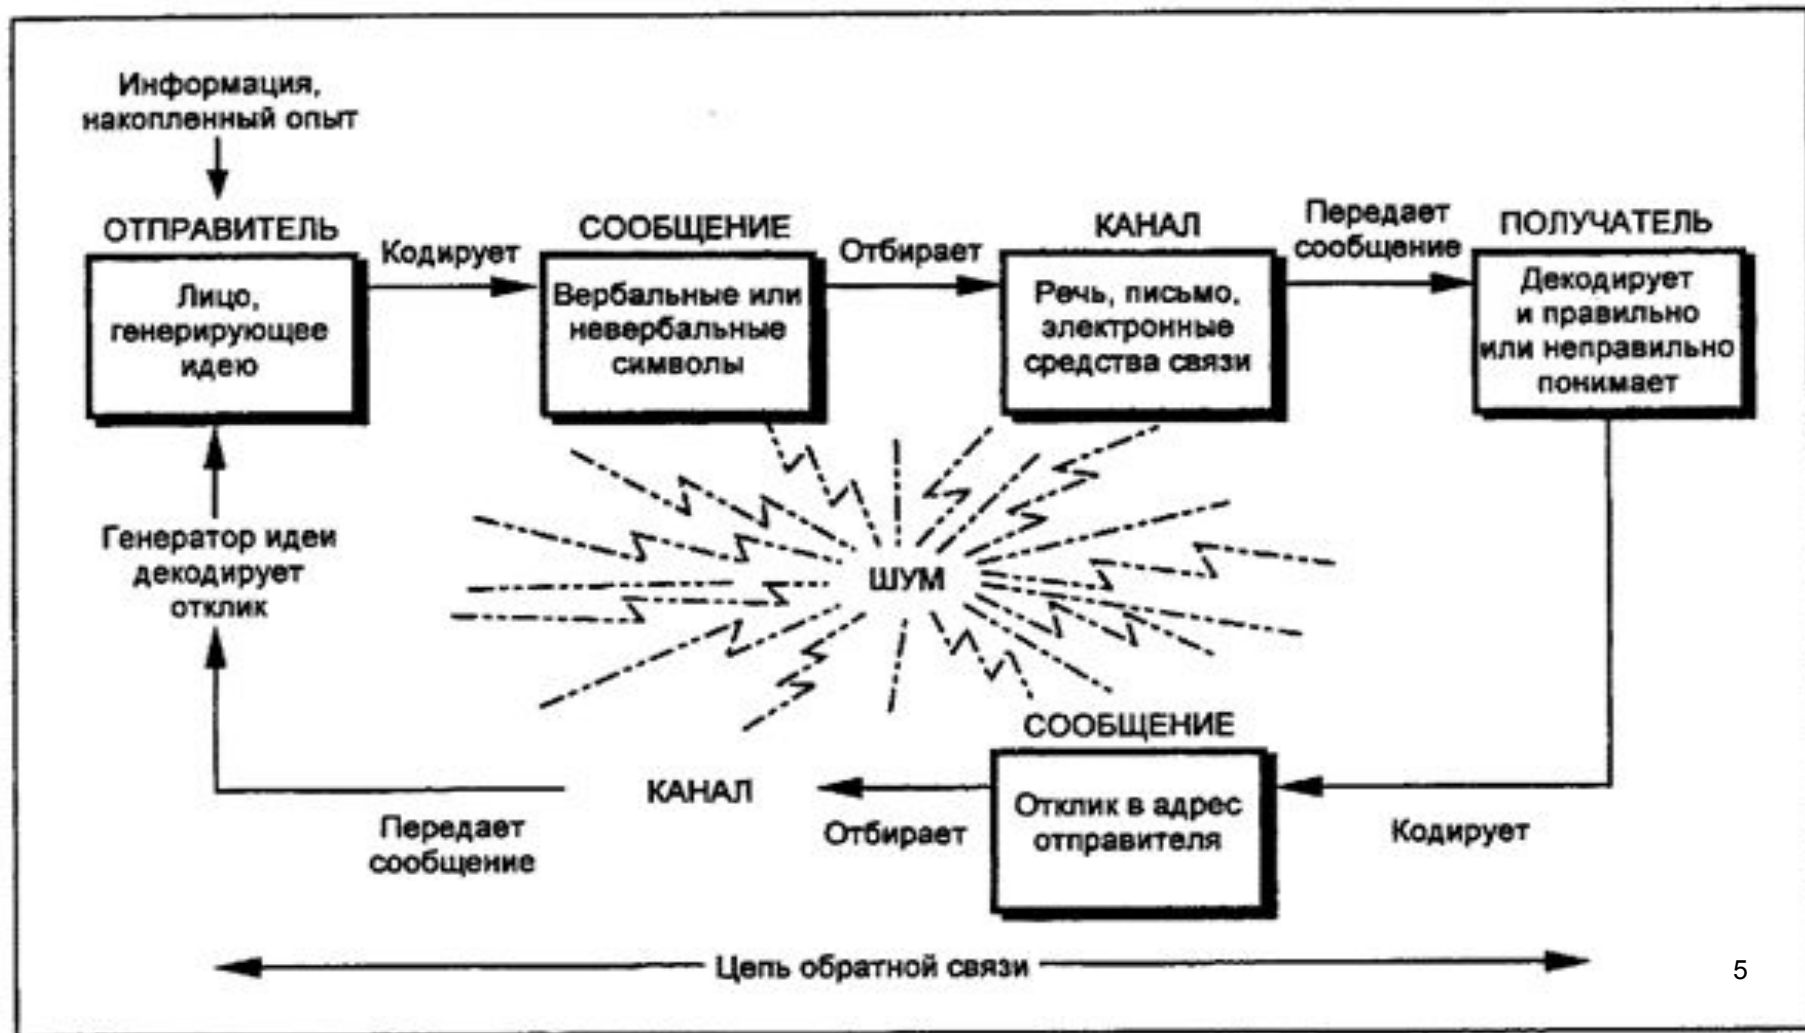 Информация,
накопленный опыт
ОТПРАВИТЕЛЬ
Лицо,
генерирующее
идею
Кодирует
СООБЩЕНИЕ
Вербальные или
невербальные
символы
Отбирает
КАНАЛ
Речь, письмо,
электронные
средства связи
Передает
сообщение
ПОЛУЧАТЕЛЬ
Декодирует
и правильно
или неправильно
понимает
ШУМ
Генератор идеи
декодирует
отклик
СООБЩЕНИЕ
Отклик в адрес
отправителя
Кодирует
Отбирает
КАНАЛ
Передает
сообщение
Цепь обратной связи
5